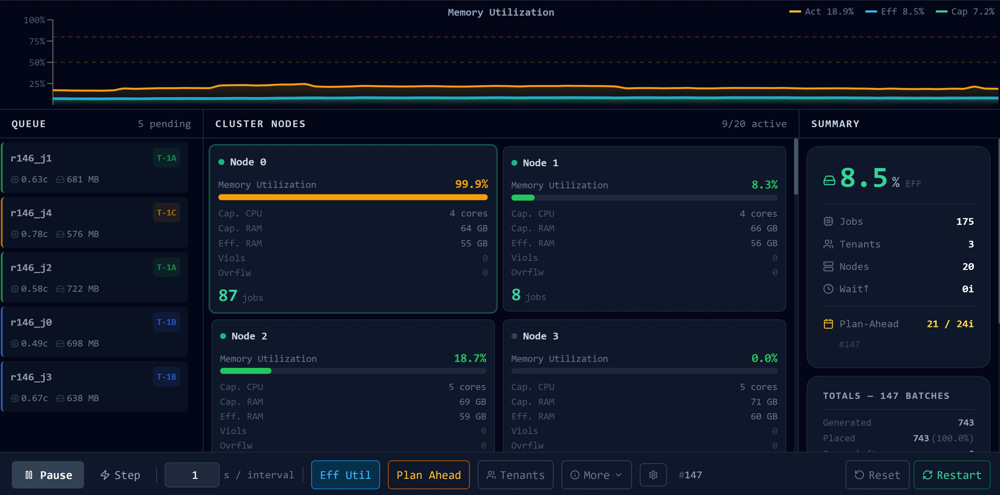 Memory Utilization
Act 18.9% Eff 8.5% Cap 7.2%
100%
75%
50%
25%
QUEUE 5 pending
r146_j1 T-1A
0.63c 681 MB
r146_j4 T-1C
0.78c 576 MB
r146_j2 T-1A
0.58c 722 MB
r146_j0 T-1B
0.49c 698 MB
r146_j3 T-1B
0.67c 638 MB
CLUSTER NODES 9/20 active
Node 0
Memory Utilization 99.9%
Cap. CPU 4 cores
Cap. RAM 64 GB
Eff. RAM 55 GB
Viols 0
Ovrflw 0
87 jobs
Node 1
Memory Utilization 8.3%
Cap. CPU 4 cores
Cap. RAM 66 GB
Eff. RAM 56 GB
Viols 0
Ovrflw 0
8 jobs
Node 2
Memory Utilization 18.7%
Cap. CPU 5 cores
Cap. RAM 69 GB
Eff. RAM 59 GB
Viols 0
Ovrflw 0
Node 3
Memory Utilization 0.0%
Cap. CPU 5 cores
Cap. RAM 71 GB
Eff. RAM 60 GB
Viols 0
Ovrflw 0
SUMMARY
8.5 % EFF
Jobs 175
Tenants 3
Nodes 20
Wait↑ 0i
Plan-Ahead 21 / 24i
#147
TOTALS — 147 BATCHES
Generated 743
Placed 743 (100.0%)
Pause Step 1 s / interval Eff Util Plan Ahead Tenants More #147 Reset Restart